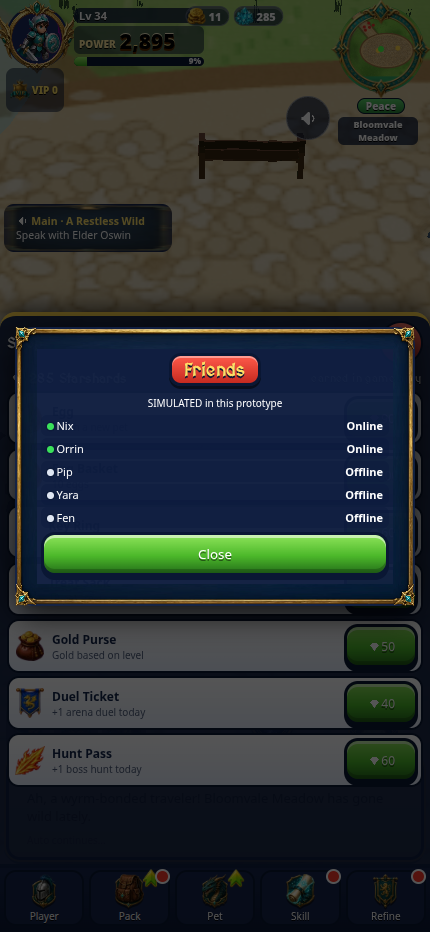 Lv 34
11
285
POWER 2,895
9%
VIP 0
Peace
Bloomvale
Meadow
Main · A Restless Wild
Speak with Elder Oswin
Friends
SIMULATED in this prototype
Nix Online
Orrin Online
Pip Offline
Yara Offline
Fen Offline
Close
Gold Purse
Gold based on level
50
Duel Ticket
+1 arena duel today
40
Hunt Pass
+1 boss hunt today
60
Player
Pack
Pet
Skill
Refine